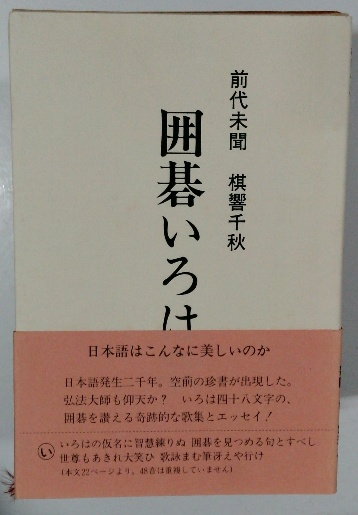 前代未聞　棋響千秋
囲碁いろは
日本語はこんなに美しいのか
日本語発生二千年。空前の珍書が出現した。
弘法大師も仰天か？　いろは四十八文字の、
囲碁を讃える奇跡的な歌集とエッセイ！
い いろはの仮名に智慧練りぬ 囲碁を見つめる句とすべし
世尊もあきれ大笑ひ 歌詠まむ筆冴えや行け
（本文22ページより。48音は重複していません）